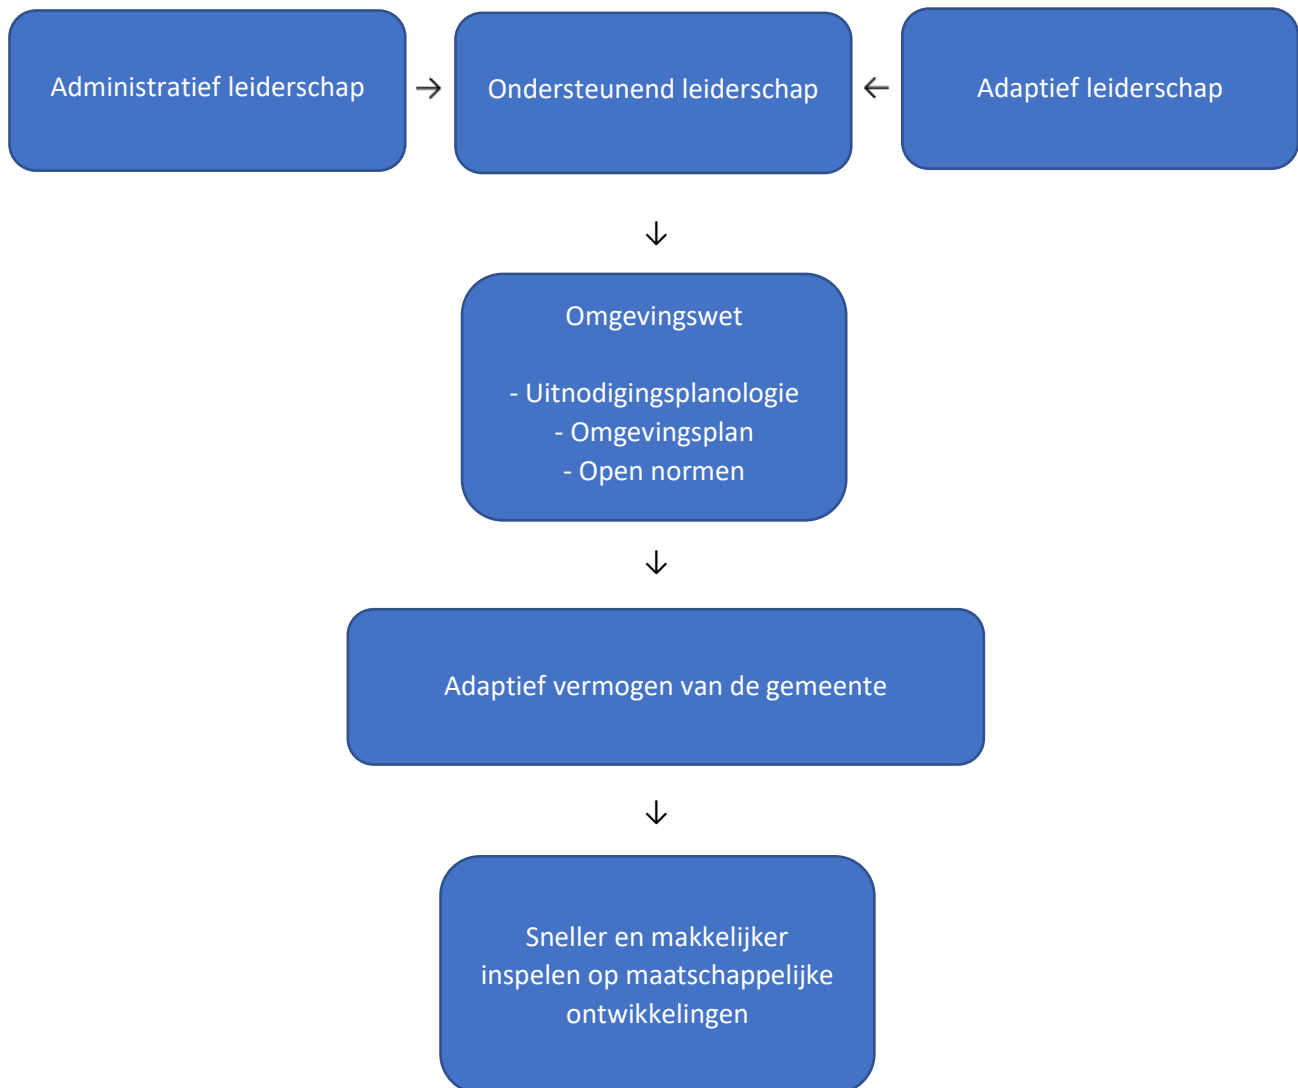 Administratief leiderschap → Ondersteunend leiderschap ← Adaptief leiderschap
↓
Omgevingswet
- Uitnodigingsplanologie
- Omgevingsplan
- Open normen
↓
Adaptief vermogen van de gemeente
↓
Sneller en makkelijker
inspelen op maatschappelijke
ontwikkelingen